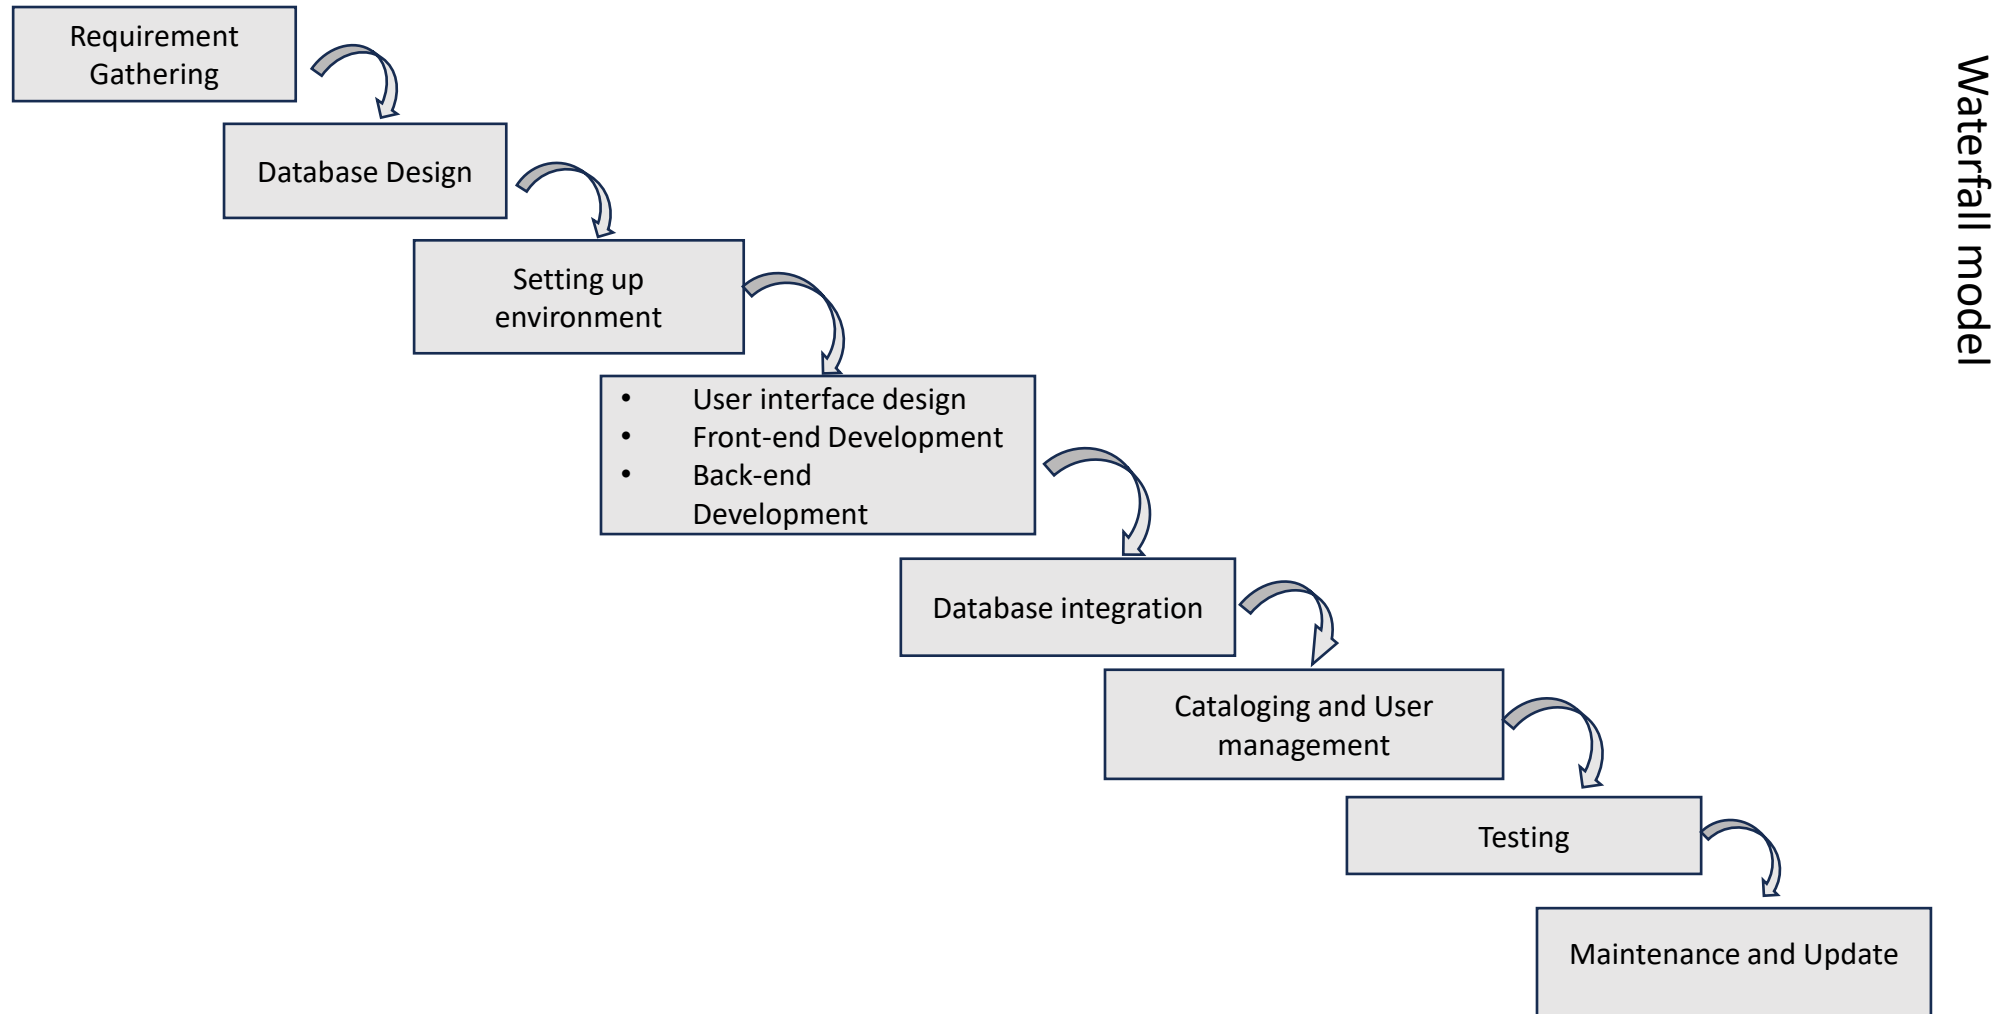 Requirement
Gathering
Database Design
Setting up
environment
• User interface design
• Front-end Development
• Back-end
Development
Database integration
Cataloging and User
management
Testing
Maintenance and Update
Waterfall model